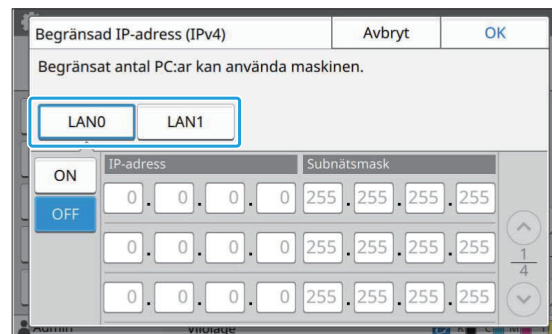 Begränsad IP-adress (IPv4) Avbryt OK
Begränsat antal PC:ar kan använda maskinen.
LAN0 LAN1
ON IP-adress Subnätsmask
OFF
0 . 0 . 0 . 0 255 . 255 . 255 . 255
0 . 0 . 0 . 0 255 . 255 . 255 . 255
0 . 0 . 0 . 0 255 . 255 . 255 . 255
1
4
Admin